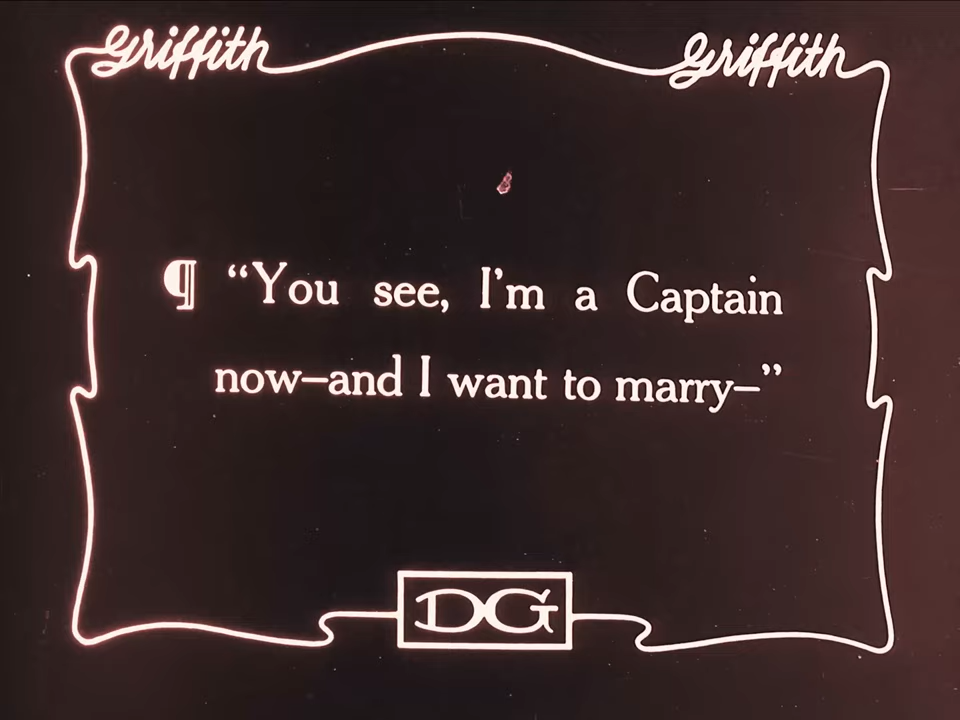 Griffith Griffith
¶ “You see, I'm a Captain
now–and I want to marry–”
DG